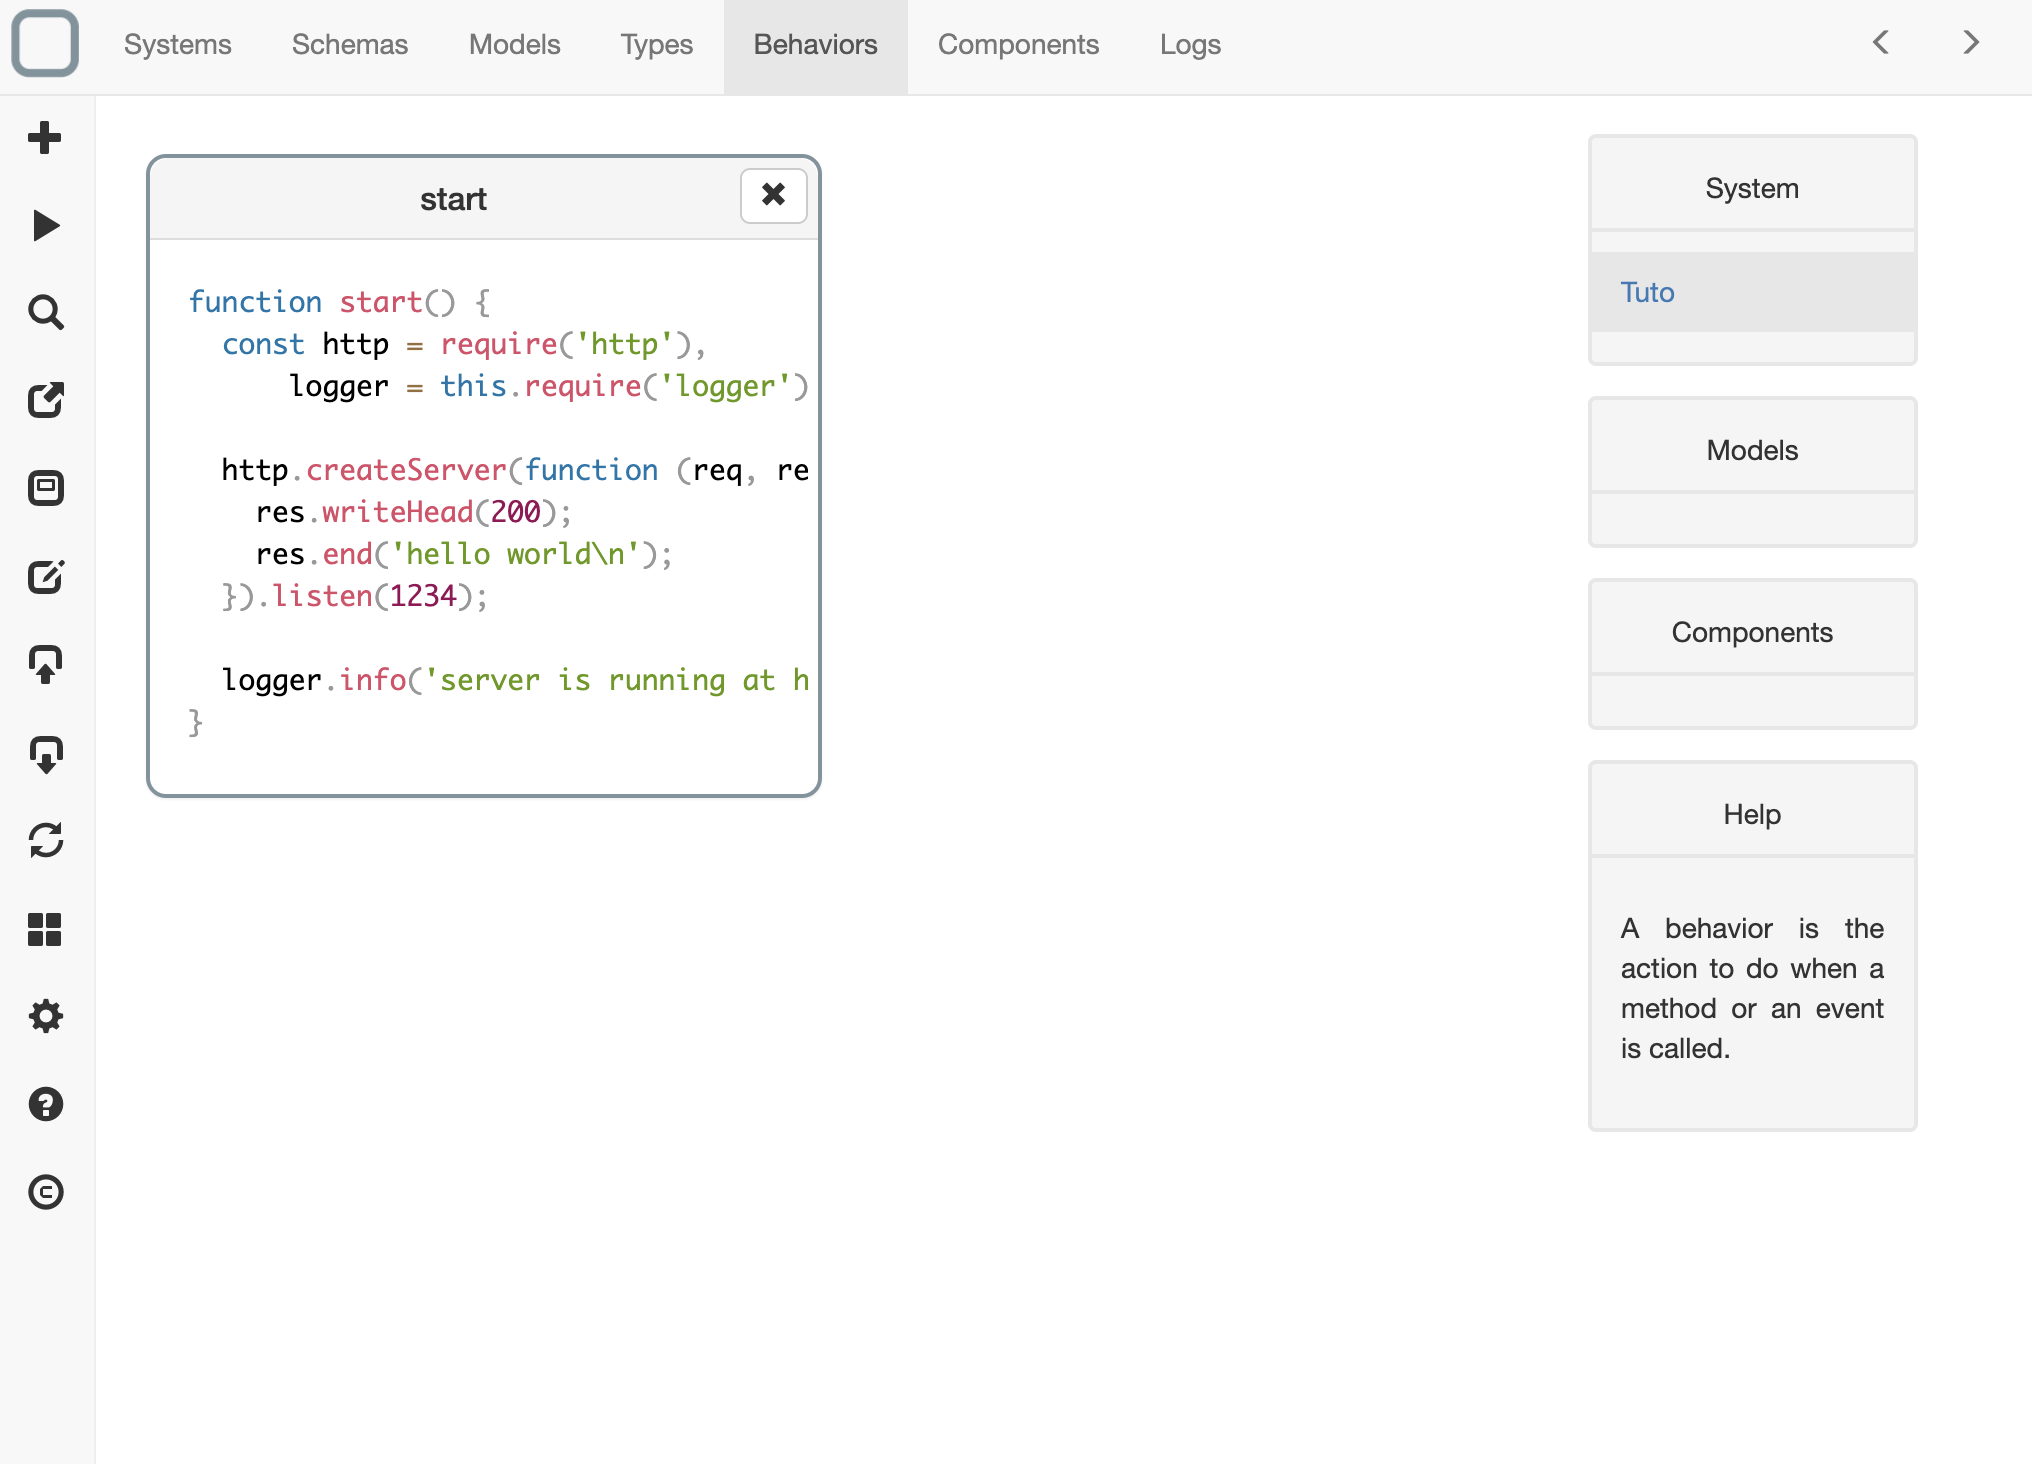 Systems Schemas Models Types Behaviors Components Logs
start
function start() {
  const http = require('http'),
      logger = this.require('logger')

  http.createServer(function (req, re
    res.writeHead(200);
    res.end('hello world\n');
  }).listen(1234);

  logger.info('server is running at h
}
System
Tuto
Models
Components
Help
A behavior is the
action to do when a
method or an event
is called.